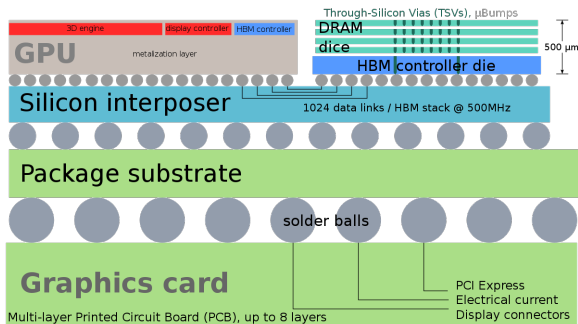 Through-Silicon Vias (TSVs), µBumps
3D engine
display controller
HBM controller
GPU
metalization layer
DRAM
dice
HBM controller die
500 µm
Silicon interposer
1024 data links / HBM stack @ 500MHz
Package substrate
solder balls
Graphics card
PCI Express
Electrical current
Display connectors
Multi-layer Printed Circuit Board (PCB), up to 8 layers